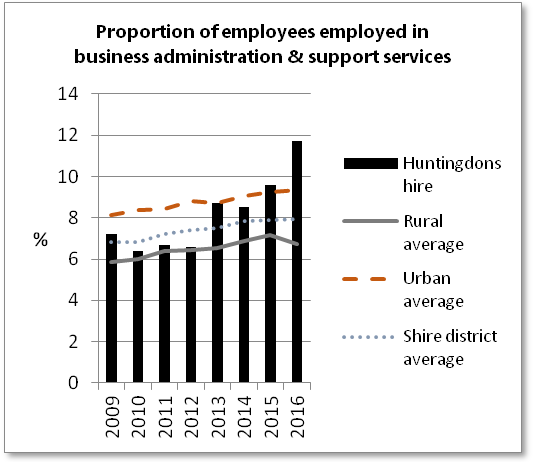 Proportion of employees employed in
business administration & support services
14
12
10
8
6
4
2
0
%
2009
2010
2011
2012
2013
2014
2015
2016
Huntingdons
hire
Rural
average
Urban
average
Shire district
average